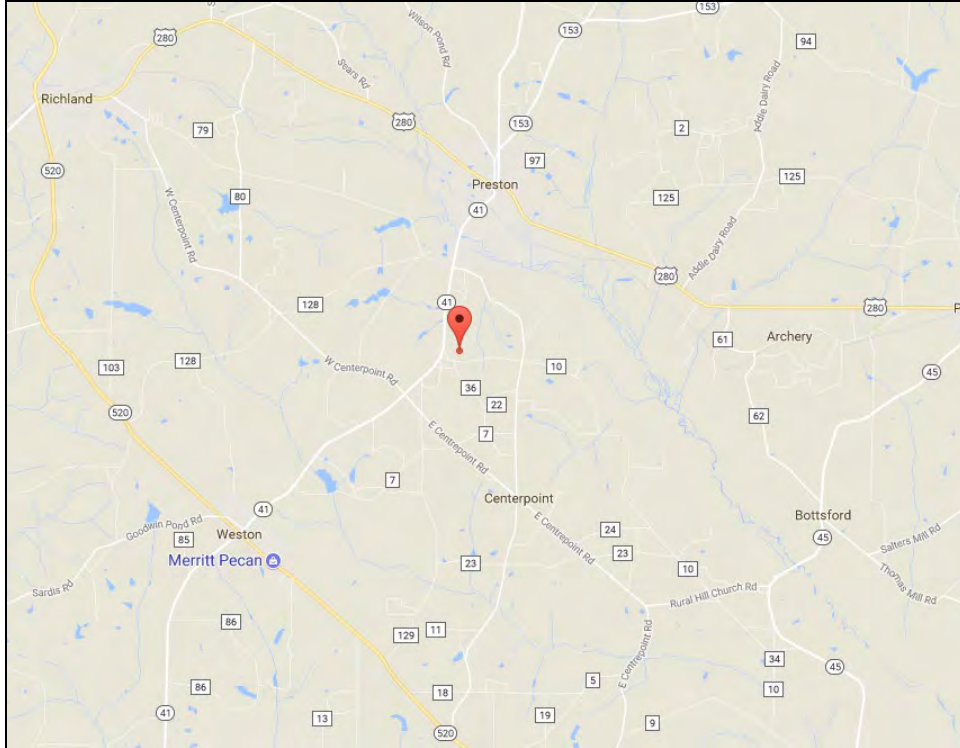 153
153
Wilson Pond Rd
280
94
Sears Rd
Addie Dairy Road
Richland
280
153
2
79
97
520
Preston
125
80
125
W Centerpoint Rd
41
Addie Dairy Road
280
128
41
280
61
Archery
W Centerpoint Rd
128
103
10
45
36
22
520
62
7
E Centrepoint Rd
7
Centerpoint
41
Bottsford
E Centrepoint Rd
24
Goodwin Pond Rd
Weston
85
45
Salters Mill Rd
23
Merritt Pecan
23
10
Thomas Mill Rd
Sardis Rd
Rural Hill Church Rd
86
11
129
E Centrepoint Rd
34
45
86
5
18
10
41
13
19
9
520